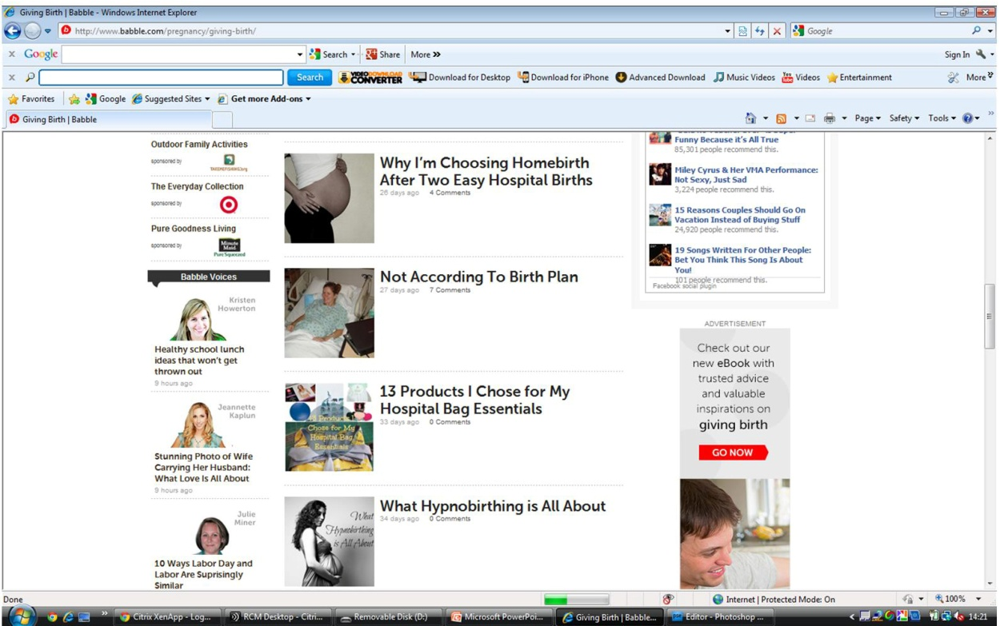 Giving Birth | Babble - Windows Internet Explorer
http://www.babble.com/pregnancy/giving-birth/
Google
x Google Search Share More »
Sign In
x Search VIDEO DOWNLOAD CONVERTER Download for Desktop Download for iPhone Advanced Download Music Videos You Tube Videos Entertainment More
Favorites Google Suggested Sites Get more Add-ons
Giving Birth | Babble
Page Safety Tools
Outdoor Family Activities
sponsored by
TAKEMEFISHING.org
The Everyday Collection
sponsored by
Pure Goodness Living
sponsored by
Minute Maid
Pure Squeezed
Babble Voices
Kristen
Howerton
Healthy school lunch
ideas that won't get
thrown out
9 hours ago
Jeannette
Kaplun
Stunning Photo of Wife
Carrying Her Husband:
What Love Is All About
9 hours ago
Julie
Miner
10 Ways Labor Day and
Labor Are Suprisingly
Similar
Why I'm Choosing Homebirth
After Two Easy Hospital Births
26 days ago 4 Comments
Not According To Birth Plan
27 days ago 7 Comments
13 Products I
Chose for My
Hospital Bag
Essentials
13 Products I Chose for My
Hospital Bag Essentials
33 days ago 0 Comments
What
Hypnobirthing
is All About
What Hypnobirthing is All About
34 days ago 0 Comments
Funny Because it's All True
85,301 people recommend this.
Miley Cyrus & Her VMA Performance:
Not Sexy, Just Sad
3,224 people recommend this.
15 Reasons Couples Should Go On
Vacation Instead of Buying Stuff
24,920 people recommend this.
19 Songs Written For Other People:
Bet You Think This Song Is About
You!
101 people recommend this.
Facebook social plugin
ADVERTISEMENT
Check out our
new eBook with
trusted advice
and valuable
inspirations on
giving birth
GO NOW
Done
Internet | Protected Mode: On
100%
Citrix XenApp - Log... RCM Desktop - Citri... Removable Disk (D:) Microsoft PowerPoi... Giving Birth | Babble... Editor - Photoshop ... 14:21